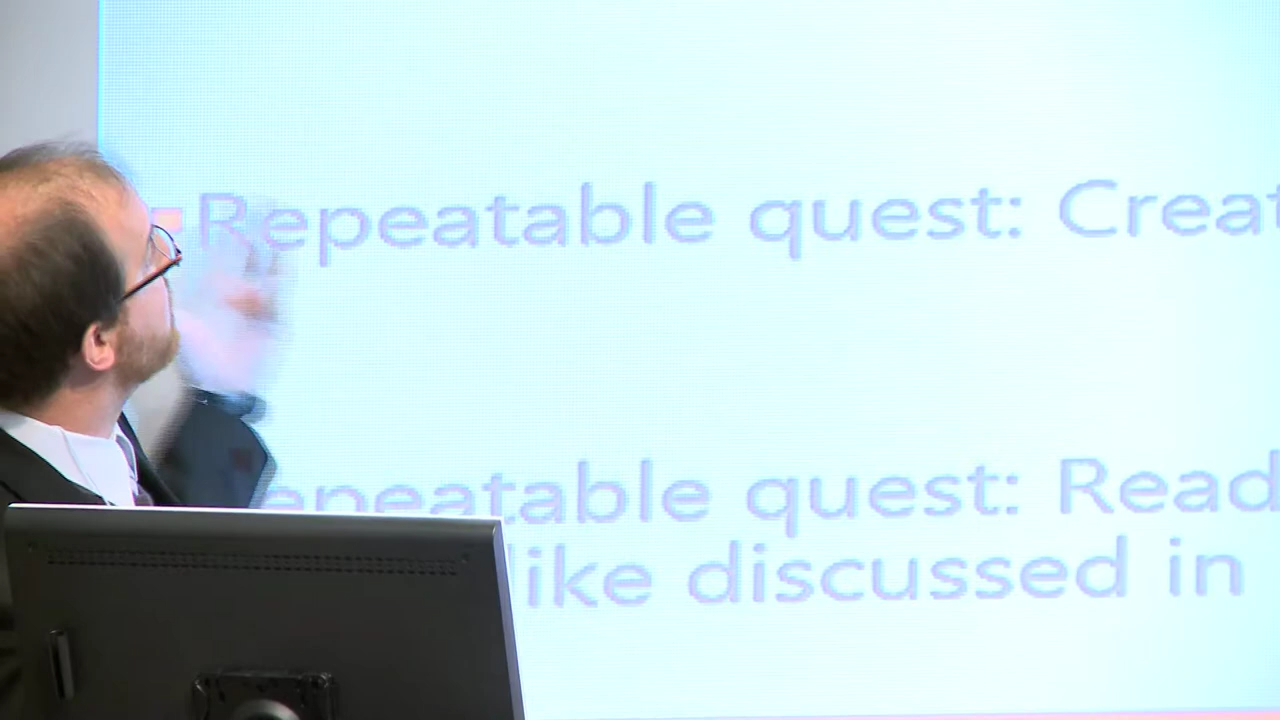 Repeatable quest: Creat
epeatable quest: Read
like discussed in